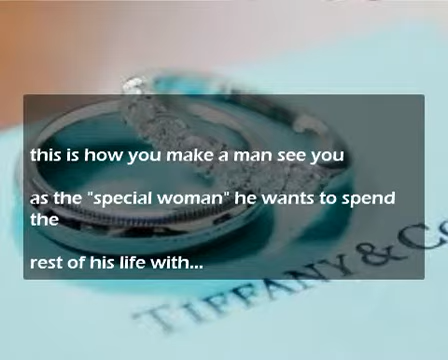 this is how you make a man see you
as the "special woman" he wants to spend
the
rest of his life with...
TIFFANY & Co